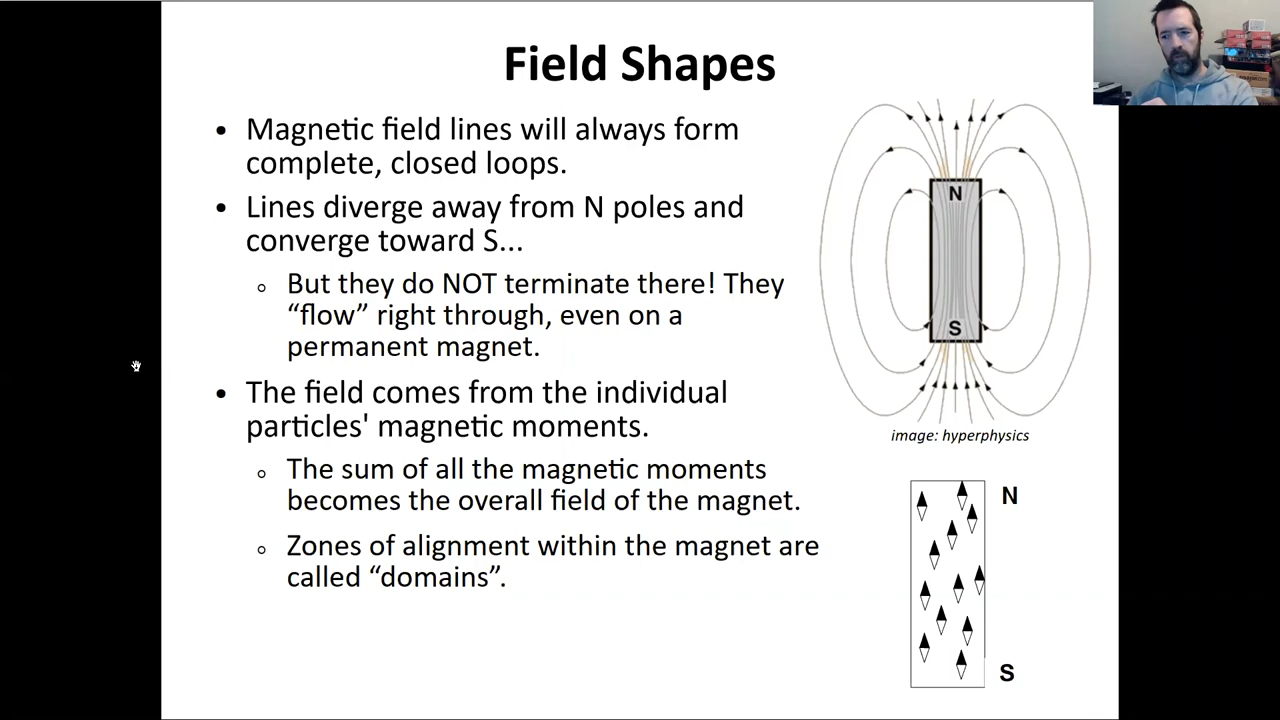 Field Shapes
• Magnetic field lines will always form
complete, closed loops.
• Lines diverge away from N poles and
converge toward S...
○ But they do NOT terminate there! They
“flow” right through, even on a
permanent magnet.
• The field comes from the individual
particles' magnetic moments.
○ The sum of all the magnetic moments
becomes the overall field of the magnet.
○ Zones of alignment within the magnet are
called “domains”.
N
S
image: hyperphysics
N
S